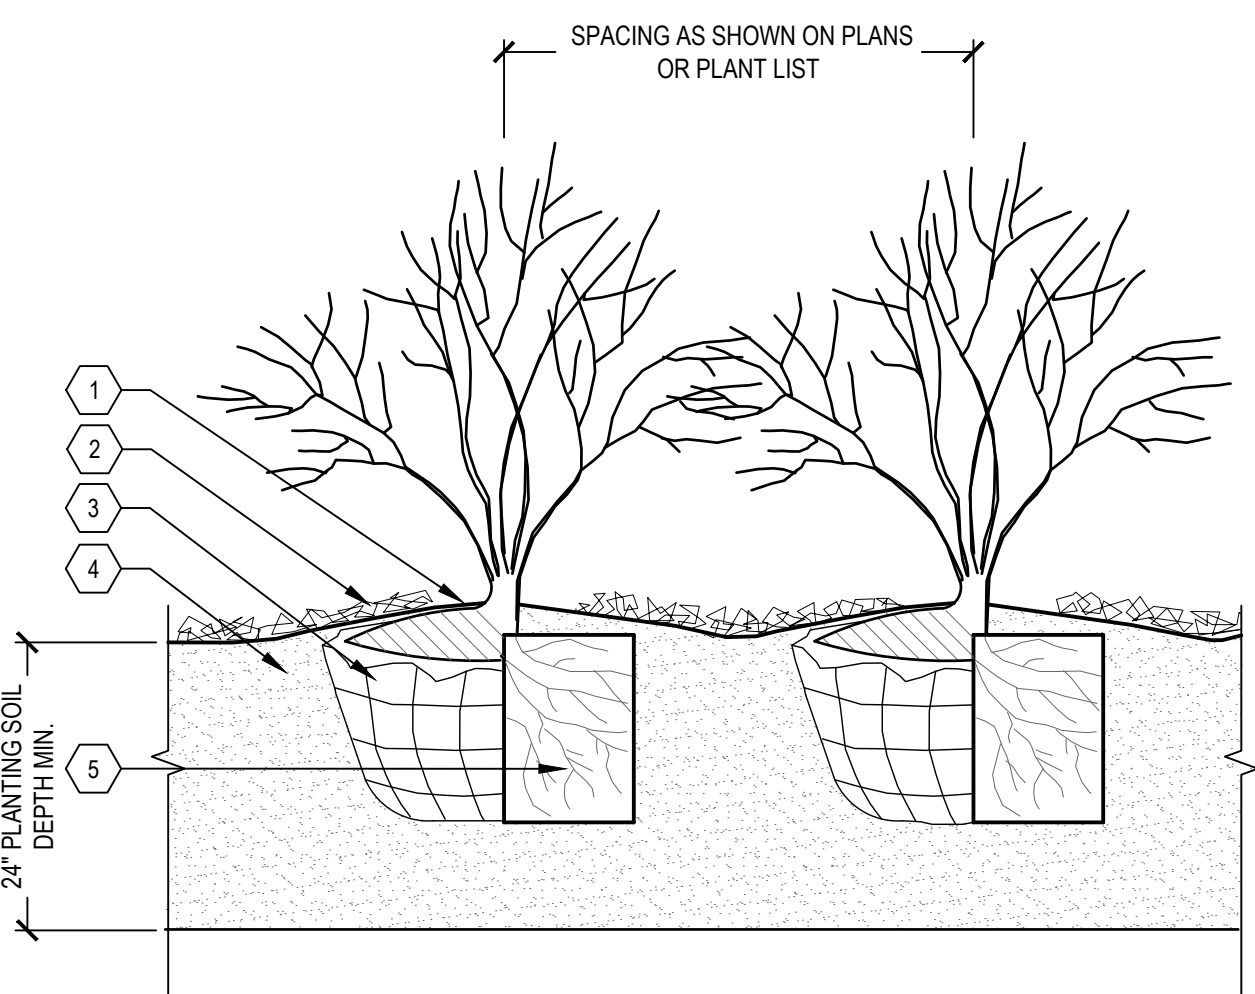 SPACING AS SHOWN ON PLANS
OR PLANT LIST
1
2
3
4
5
24" PLANTING SOIL
DEPTH MIN.